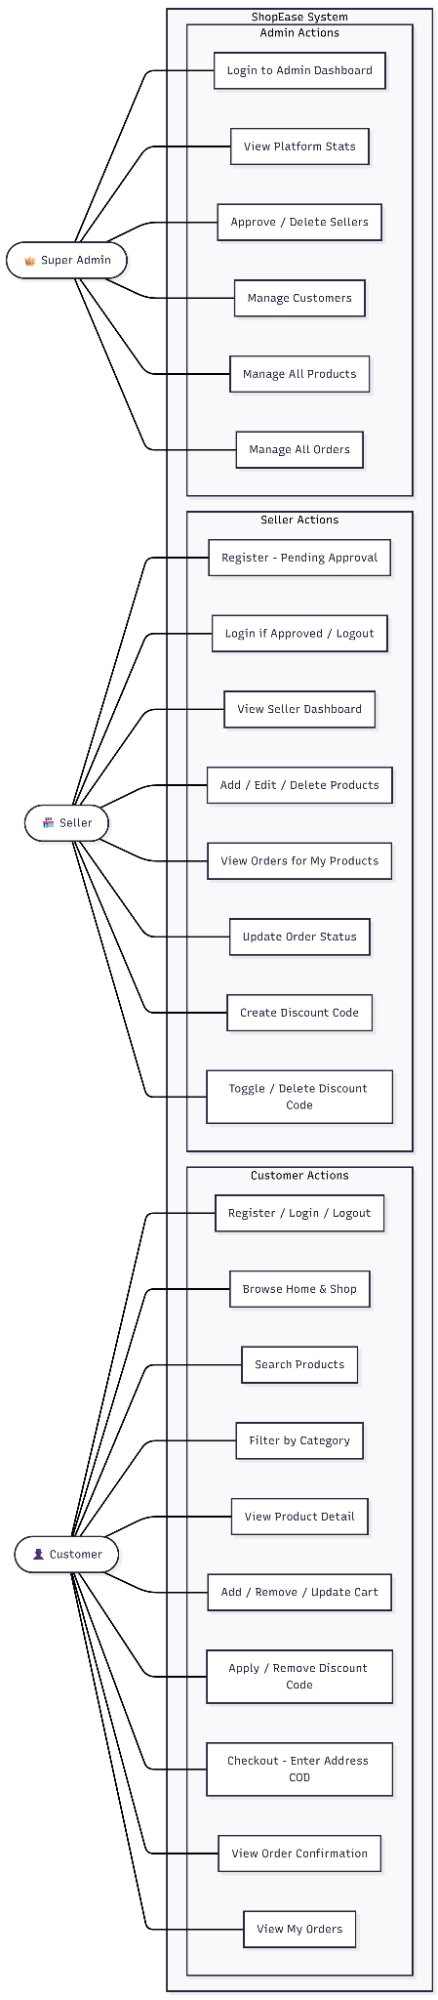 ShopEase System
Admin Actions
Login to Admin Dashboard
View Platform Stats
Approve / Delete Sellers
Super Admin
Manage Customers
Manage All Products
Manage All Orders
Seller Actions
Register - Pending Approval
Login if Approved / Logout
View Seller Dashboard
Add / Edit / Delete Products
Seller
View Orders for My Products
Update Order Status
Create Discount Code
Toggle / Delete Discount
Code
Customer Actions
Register / Login / Logout
Browse Home & Shop
Search Products
Filter by Category
View Product Detail
Customer
Add / Remove / Update Cart
Apply / Remove Discount
Code
Checkout - Enter Address
COD
View Order Confirmation
View My Orders